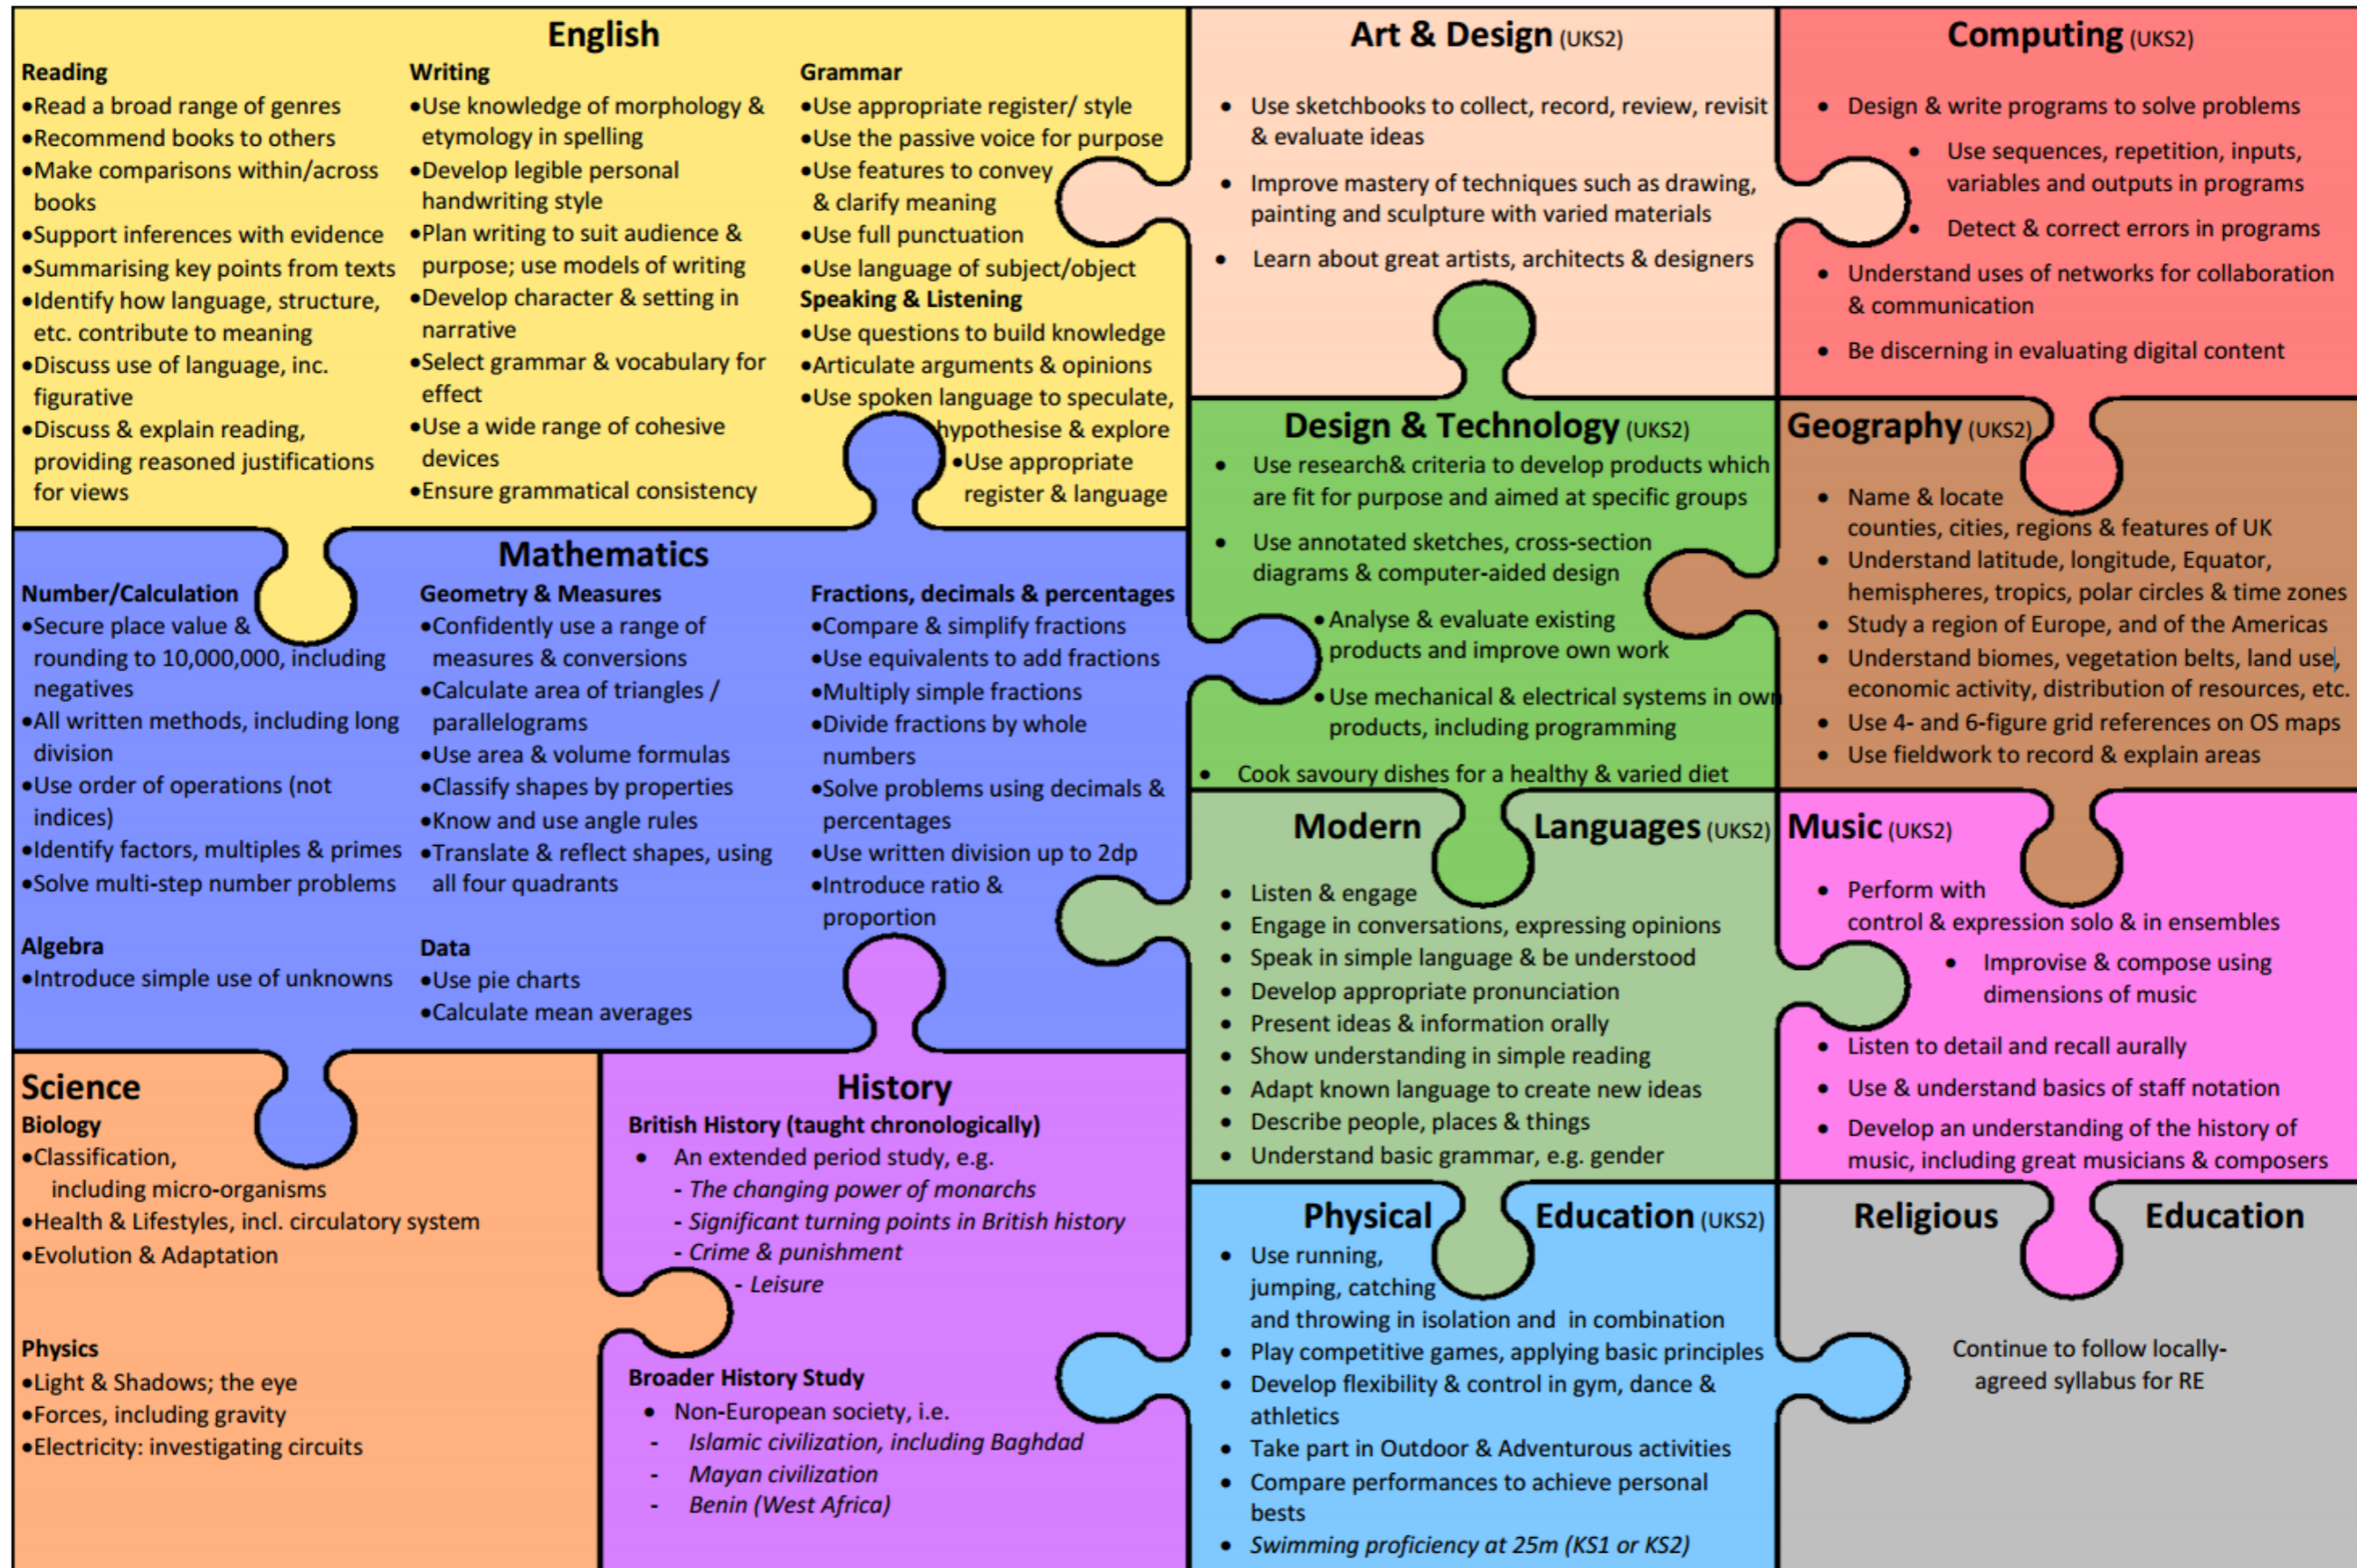 English
Reading
•Read a broad range of genres
•Recommend books to others
•Make comparisons within/across
books
•Support inferences with evidence
•Summarising key points from texts
•Identify how language, structure,
etc. contribute to meaning
•Discuss use of language, inc.
figurative
•Discuss & explain reading,
providing reasoned justifications
for views
Writing
•Use knowledge of morphology &
etymology in spelling
•Develop legible personal
handwriting style
•Plan writing to suit audience &
purpose; use models of writing
•Develop character & setting in
narrative
•Select grammar & vocabulary for
effect
•Use a wide range of cohesive
devices
•Ensure grammatical consistency
Grammar
•Use appropriate register/ style
•Use the passive voice for purpose
•Use features to convey
& clarify meaning
•Use full punctuation
•Use language of subject/object
Speaking & Listening
•Use questions to build knowledge
•Articulate arguments & opinions
•Use spoken language to speculate,
hypothesise & explore
•Use appropriate
register & language
Art & Design (UKS2)
• Use sketchbooks to collect, record, review, revisit
& evaluate ideas
• Improve mastery of techniques such as drawing,
painting and sculpture with varied materials
• Learn about great artists, architects & designers
Computing (UKS2)
• Design & write programs to solve problems
• Use sequences, repetition, inputs,
variables and outputs in programs
• Detect & correct errors in programs
• Understand uses of networks for collaboration
& communication
• Be discerning in evaluating digital content
Design & Technology (UKS2)
• Use research& criteria to develop products which
are fit for purpose and aimed at specific groups
• Use annotated sketches, cross-section
diagrams & computer-aided design
• Analyse & evaluate existing
products and improve own work
• Use mechanical & electrical systems in own
products, including programming
• Cook savoury dishes for a healthy & varied diet
Geography (UKS2)
• Name & locate
counties, cities, regions & features of UK
• Understand latitude, longitude, Equator,
hemispheres, tropics, polar circles & time zones
• Study a region of Europe, and of the Americas
• Understand biomes, vegetation belts, land use,
economic activity, distribution of resources, etc.
• Use 4- and 6-figure grid references on OS maps
• Use fieldwork to record & explain areas
Mathematics
Number/Calculation
•Secure place value &
rounding to 10,000,000, including
negatives
•All written methods, including long
division
•Use order of operations (not
indices)
•Identify factors, multiples & primes
•Solve multi-step number problems
Algebra
•Introduce simple use of unknowns
Geometry & Measures
•Confidently use a range of
measures & conversions
•Calculate area of triangles /
parallelograms
•Use area & volume formulas
•Classify shapes by properties
•Know and use angle rules
•Translate & reflect shapes, using
all four quadrants
Data
•Use pie charts
•Calculate mean averages
Fractions, decimals & percentages
•Compare & simplify fractions
•Use equivalents to add fractions
•Multiply simple fractions
•Divide fractions by whole
numbers
•Solve problems using decimals &
percentages
•Use written division up to 2dp
•Introduce ratio &
proportion
Modern Languages (UKS2)
• Listen & engage
• Engage in conversations, expressing opinions
• Speak in simple language & be understood
• Develop appropriate pronunciation
• Present ideas & information orally
• Show understanding in simple reading
• Adapt known language to create new ideas
• Describe people, places & things
• Understand basic grammar, e.g. gender
Music (UKS2)
• Perform with
control & expression solo & in ensembles
• Improvise & compose using
dimensions of music
• Listen to detail and recall aurally
• Use & understand basics of staff notation
• Develop an understanding of the history of
music, including great musicians & composers
Science
Biology
•Classification,
including micro-organisms
•Health & Lifestyles, incl. circulatory system
•Evolution & Adaptation
Physics
•Light & Shadows; the eye
•Forces, including gravity
•Electricity: investigating circuits
History
British History (taught chronologically)
• An extended period study, e.g.
- The changing power of monarchs
- Significant turning points in British history
- Crime & punishment
- Leisure
Broader History Study
• Non-European society, i.e.
- Islamic civilization, including Baghdad
- Mayan civilization
- Benin (West Africa)
Physical Education (UKS2)
• Use running,
jumping, catching
and throwing in isolation and in combination
• Play competitive games, applying basic principles
• Develop flexibility & control in gym, dance &
athletics
• Take part in Outdoor & Adventurous activities
• Compare performances to achieve personal
bests
• Swimming proficiency at 25m (KS1 or KS2)
Religious Education
Continue to follow locally-
agreed syllabus for RE